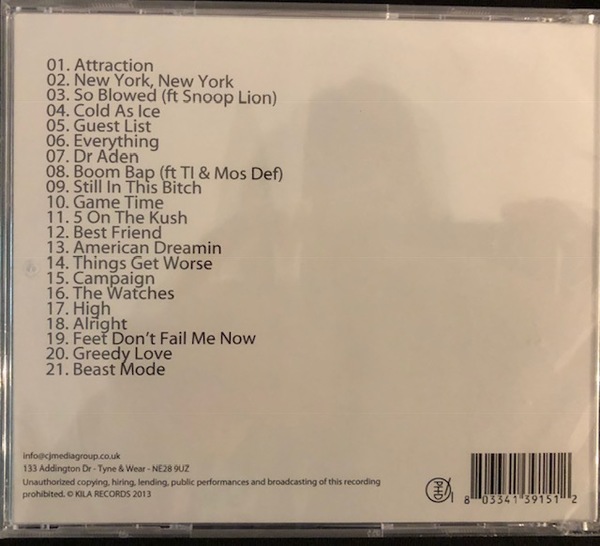 01. Attraction
02. New York, New York
03. So Blowed (ft Snoop Lion)
04. Cold As Ice
05. Guest List
06. Everything
07. Dr Aden
08. Boom Bap (ft TI & Mos Def)
09. Still In This Bitch
10. Game Time
11. 5 On The Kush
12. Best Friend
13. American Dreamin
14. Things Get Worse
15. Campaign
16. The Watches
17. High
18. Alright
19. Feet Don't Fail Me Now
20. Greedy Love
21. Beast Mode
info@cjmediagroup.co.uk
133 Addington Dr - Tyne & Wear - NE28 9UZ
Unauthorized copying, hiring, lending, public performances and broadcasting of this recording
prohibited. © KILA RECORDS 2013
PHD
8 03341 39151 2